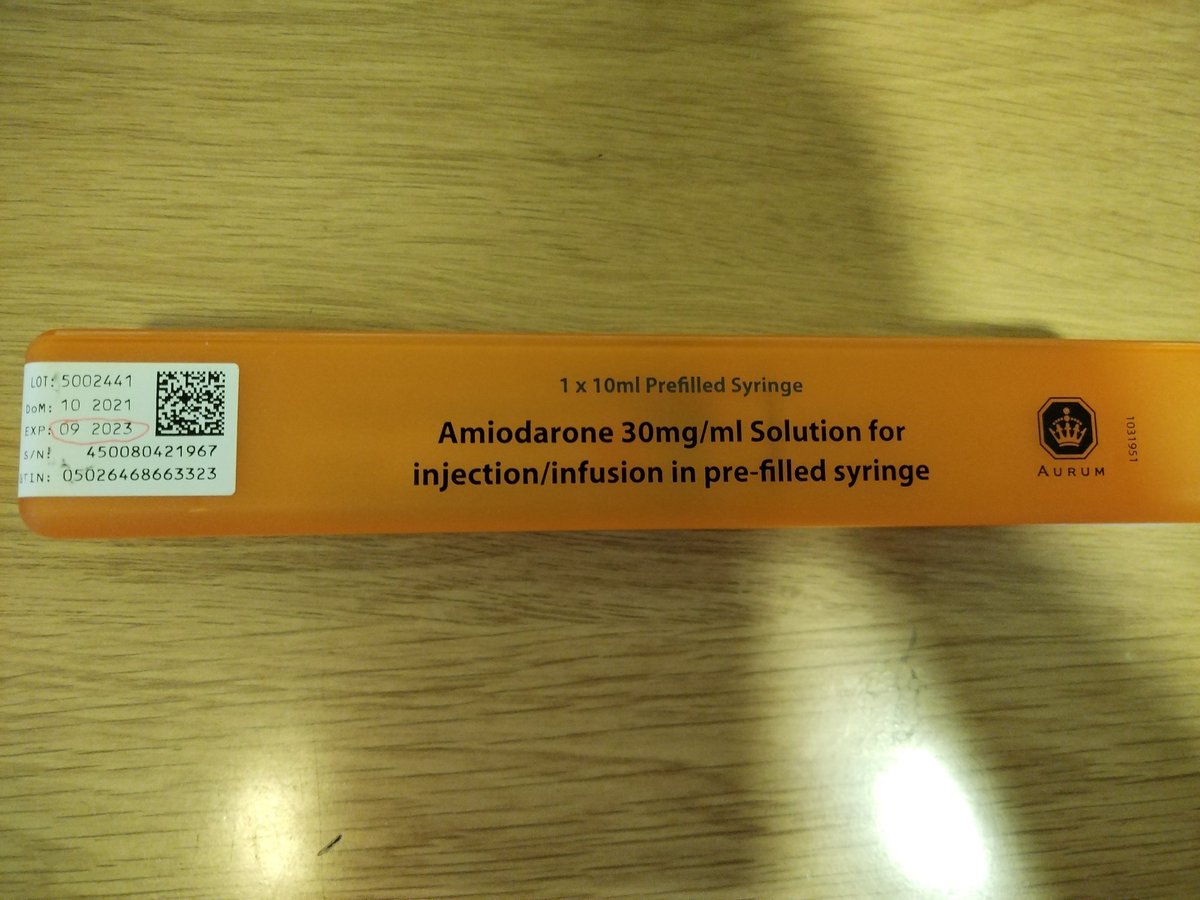 LOT: 5002441
DoM: 10 2021
EXP: 09 2023
S/N: 450080421967
GTIN: 05026468663323
1 x 10ml Prefilled Syringe
Amiodarone 30mg/ml Solution for
injection/infusion in pre-filled syringe
AURUM
1031951